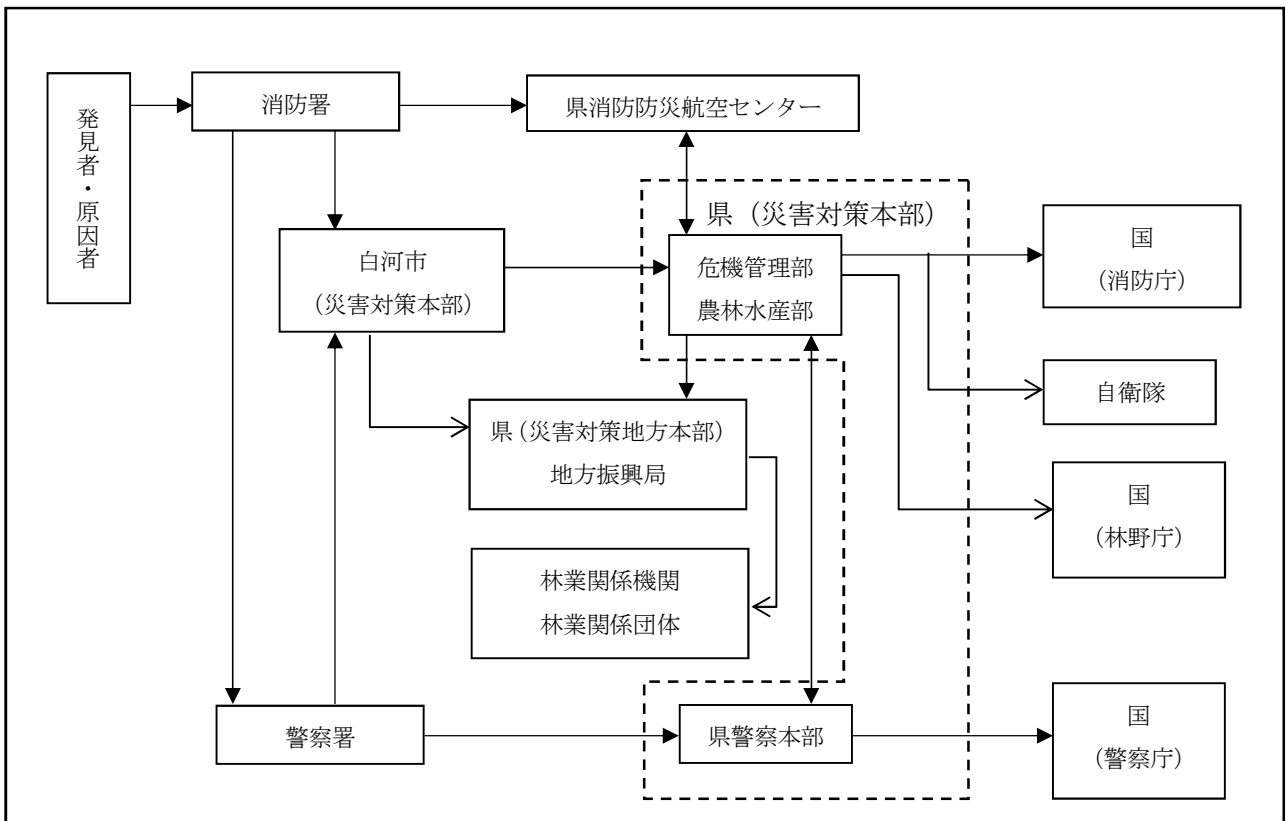 発見者・原因者
消防署
県消防防災航空センター
県（災害対策本部）
白河市
（災害対策本部）
危機管理部
農林水産部
国
（消防庁）
自衛隊
県（災害対策地方本部）
地方振興局
国
（林野庁）
林業関係機関
林業関係団体
警察署
県警察本部
国
（警察庁）